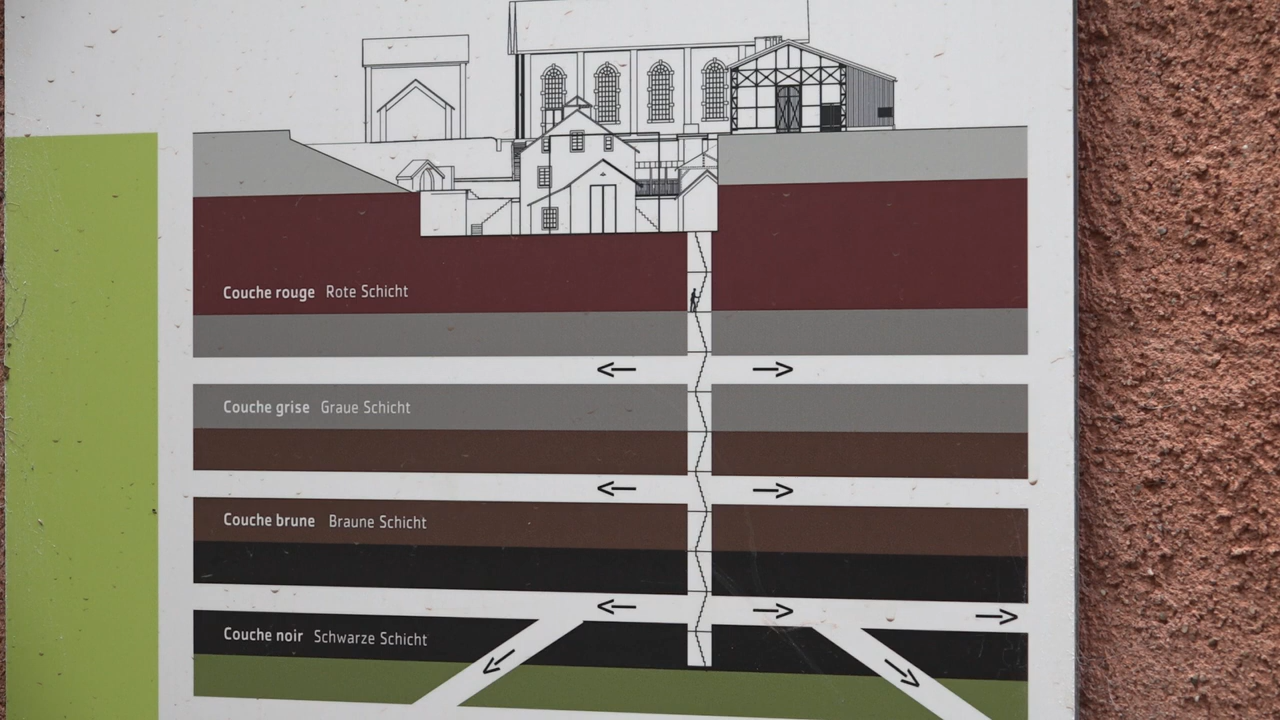 Couche rouge Rote Schicht
Couche grise Graue Schicht
Couche brune Braune Schicht
Couche noir Schwarze Schicht